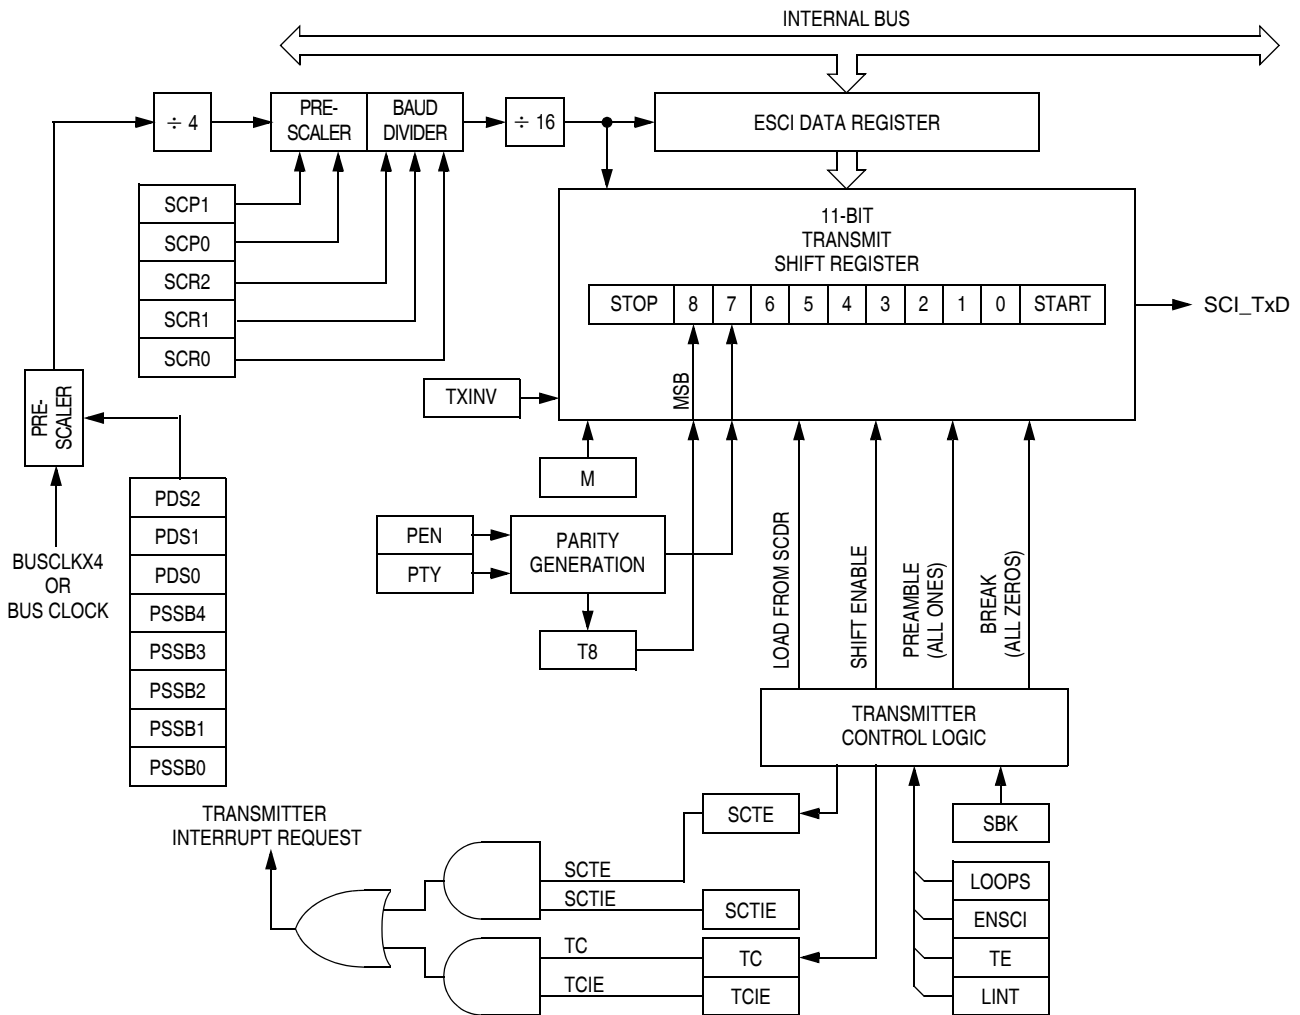 INTERNAL BUS
÷ 4
PRE-
SCALER
BAUD
DIVIDER
÷ 16
ESCI DATA REGISTER
SCP1
SCP0
SCR2
SCR1
SCR0
11-BIT
TRANSMIT
SHIFT REGISTER
STOP 8 7 6 5 4 3 2 1 0 START
SCI_TxD
PRE-
SCALER
TXINV
MSB
M
PDS2
PDS1
PDS0
PSSB4
PSSB3
PSSB2
PSSB1
PSSB0
BUSCLKX4
OR
BUS CLOCK
PEN
PTY
PARITY
GENERATION
T8
LOAD FROM SCDR
SHIFT ENABLE
PREAMBLE
(ALL ONES)
BREAK
(ALL ZEROS)
TRANSMITTER
CONTROL LOGIC
TRANSMITTER
INTERRUPT REQUEST
SCTE
SBK
SCTE
SCTIE
SCTIE
TC
TCIE
TC
TCIE
LOOPS
ENSCI
TE
LINT